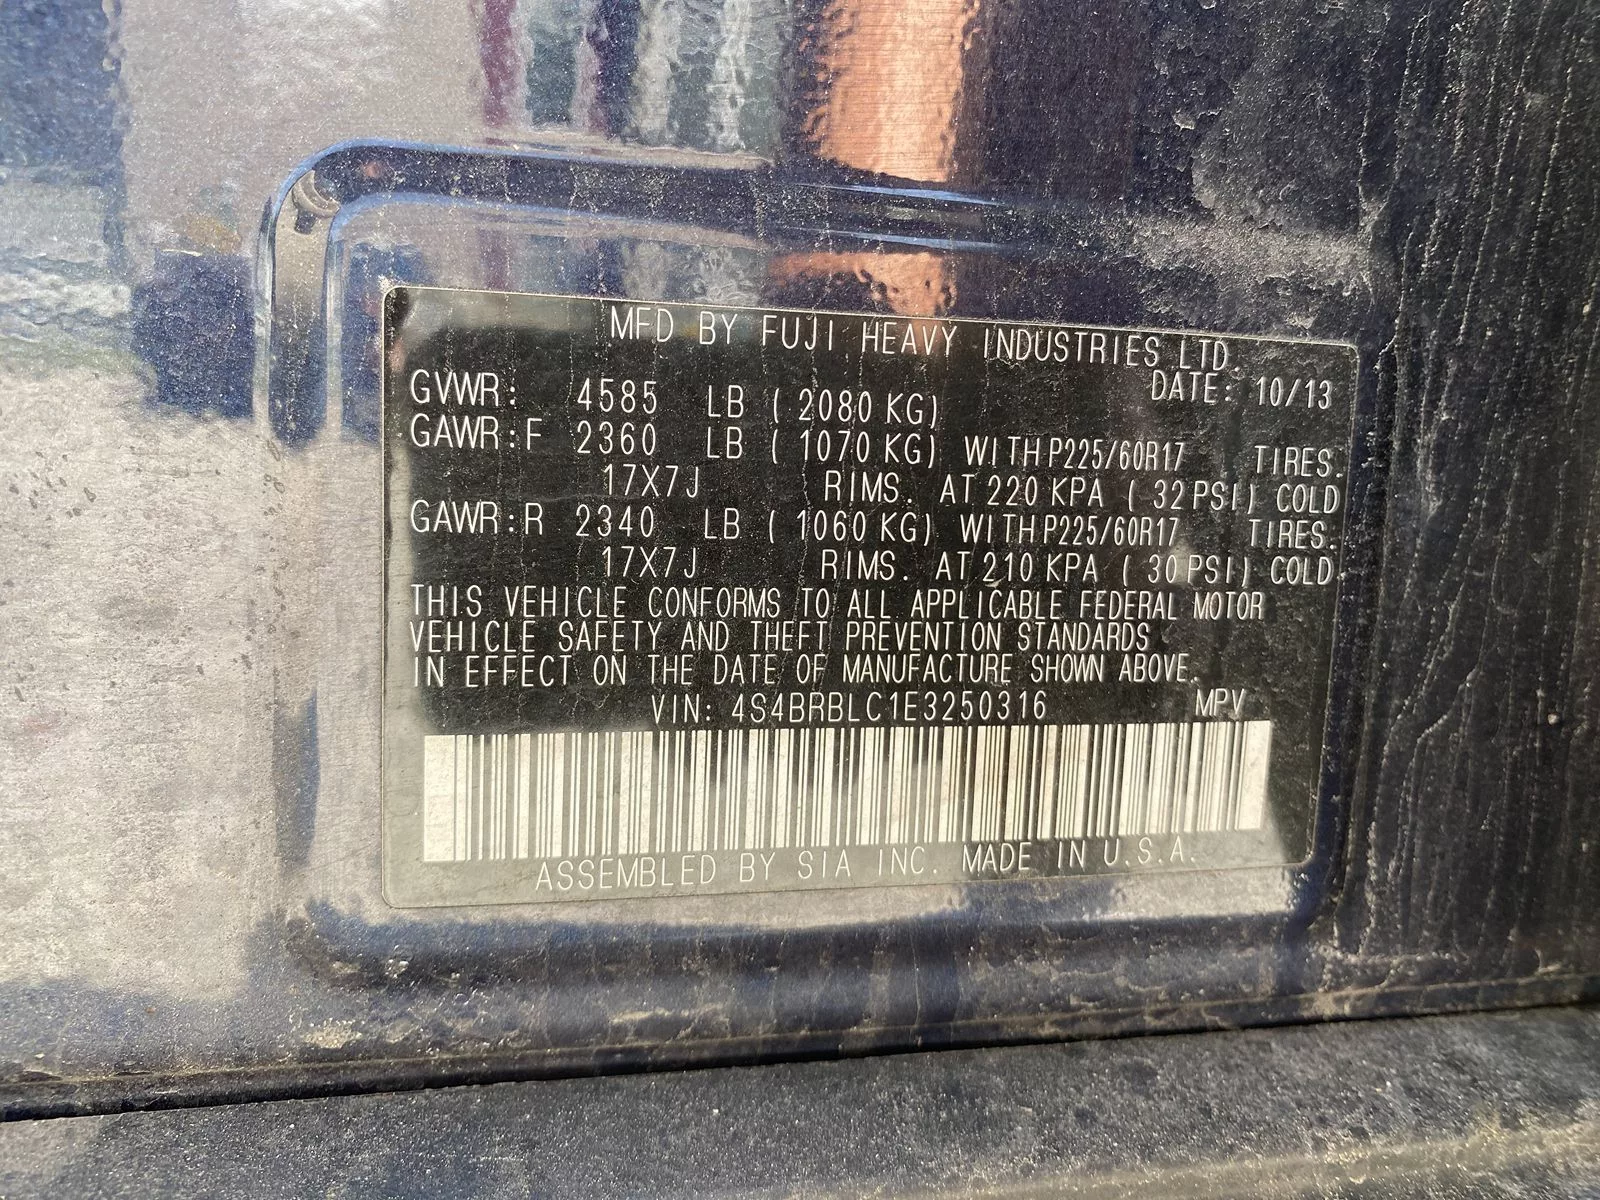 MFD BY FUJI HEAVY INDUSTRIES LTD.
DATE: 10/13
GVWR: 4585 LB ( 2080 KG)
GAWR:F 2360 LB ( 1070 KG) WITH P225/60R17 TIRES.
17X7J RIMS. AT 220 KPA ( 32 PSI) COLD
GAWR:R 2340 LB ( 1060 KG) WITH P225/60R17 TIRES.
17X7J RIMS. AT 210 KPA ( 30 PSI) COLD.
THIS VEHICLE CONFORMS TO ALL APPLICABLE FEDERAL MOTOR
VEHICLE SAFETY AND THEFT PREVENTION STANDARDS
IN EFFECT ON THE DATE OF MANUFACTURE SHOWN ABOVE.
VIN: 4S4BRBLC1E3250316 MPV
ASSEMBLED BY SIA INC. MADE IN U.S.A.